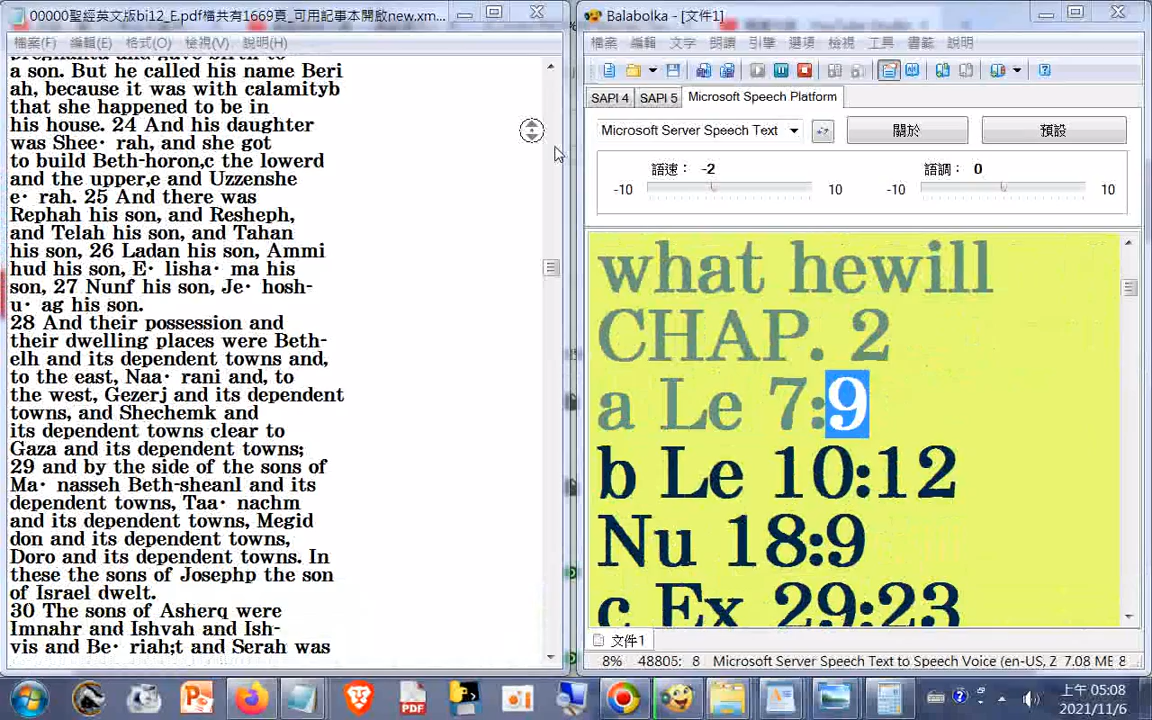 00000聖經英文版bi12_E.pdf檔共有1669頁_可用記事本開啟new.xm...
檔案(F) 編輯(E) 格式(O) 檢視(V) 說明(H)
a son. But he called his name Beri
ah, because it was with calamityb
that she happened to be in
his house. 24 And his daughter
was Shee· rah, and she got
to build Beth-horon,c the lowerd
and the upper,e and Uzzenshe
e· rah. 25 And there was
Rephah his son, and Resheph,
and Telah his son, and Tahan
his son, 26 Ladan his son, Ammi
hud his son, E· lisha· ma his
son, 27 Nunf his son, Je· hosh-
u· ag his son.
28 And their possession and
their dwelling places were Beth-
elh and its dependent towns and,
to the east, Naa· rani and, to
the west, Gezerj and its dependent
towns, and Shechemk and
its dependent towns clear to
Gaza and its dependent towns;
29 and by the side of the sons of
Ma· nasseh Beth-sheanl and its
dependent towns, Taa· nachm
and its dependent towns, Megid
don and its dependent towns,
Doro and its dependent towns. In
these the sons of Josephp the son
of Israel dwelt.
30 The sons of Asherq were
Imnahr and Ishvah and Ish-
vis and Be· riah;t and Serah was
Balabolka - [文件1]
檔案 編輯 文字 朗讀 引擎 選項 檢視 工具 書籤 說明
SAPI 4 SAPI 5 Microsoft Speech Platform
Microsoft Server Speech Text 關於 預設
語速： -2 語調： 0
-10 10 -10 10
what hewill
CHAP. 2
a Le 7:9
b Le 10:12
Nu 18:9
c Ex 29:23
文件1
8% 48805: 8 Microsoft Server Speech Text to Speech Voice (en-US, Z 7.08 MB 8
PDF
上午 05:08
2021/11/6